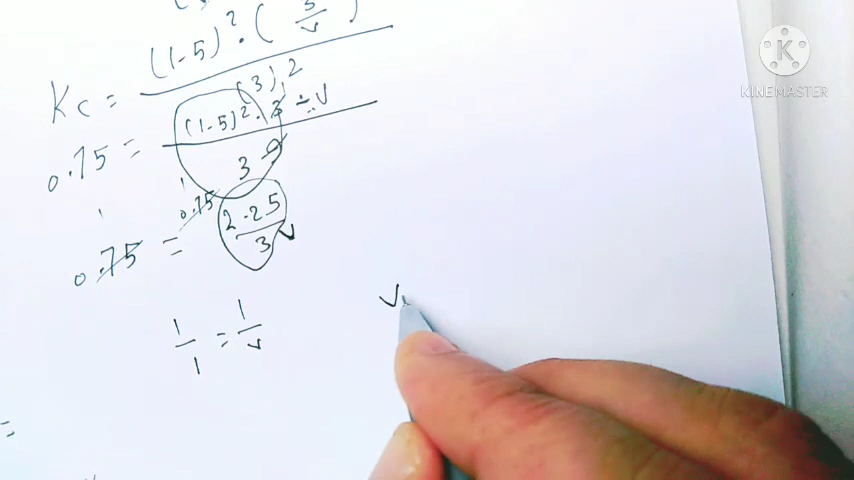 (1-5)² · ( 3/v )
(3)²
Kc =
0.75 = (1-5)² · 3 ÷ v
3 9
0.75
0.75 = 2.25 / 3v
1/1 = 1/v
v
=
K
KINEMASTER